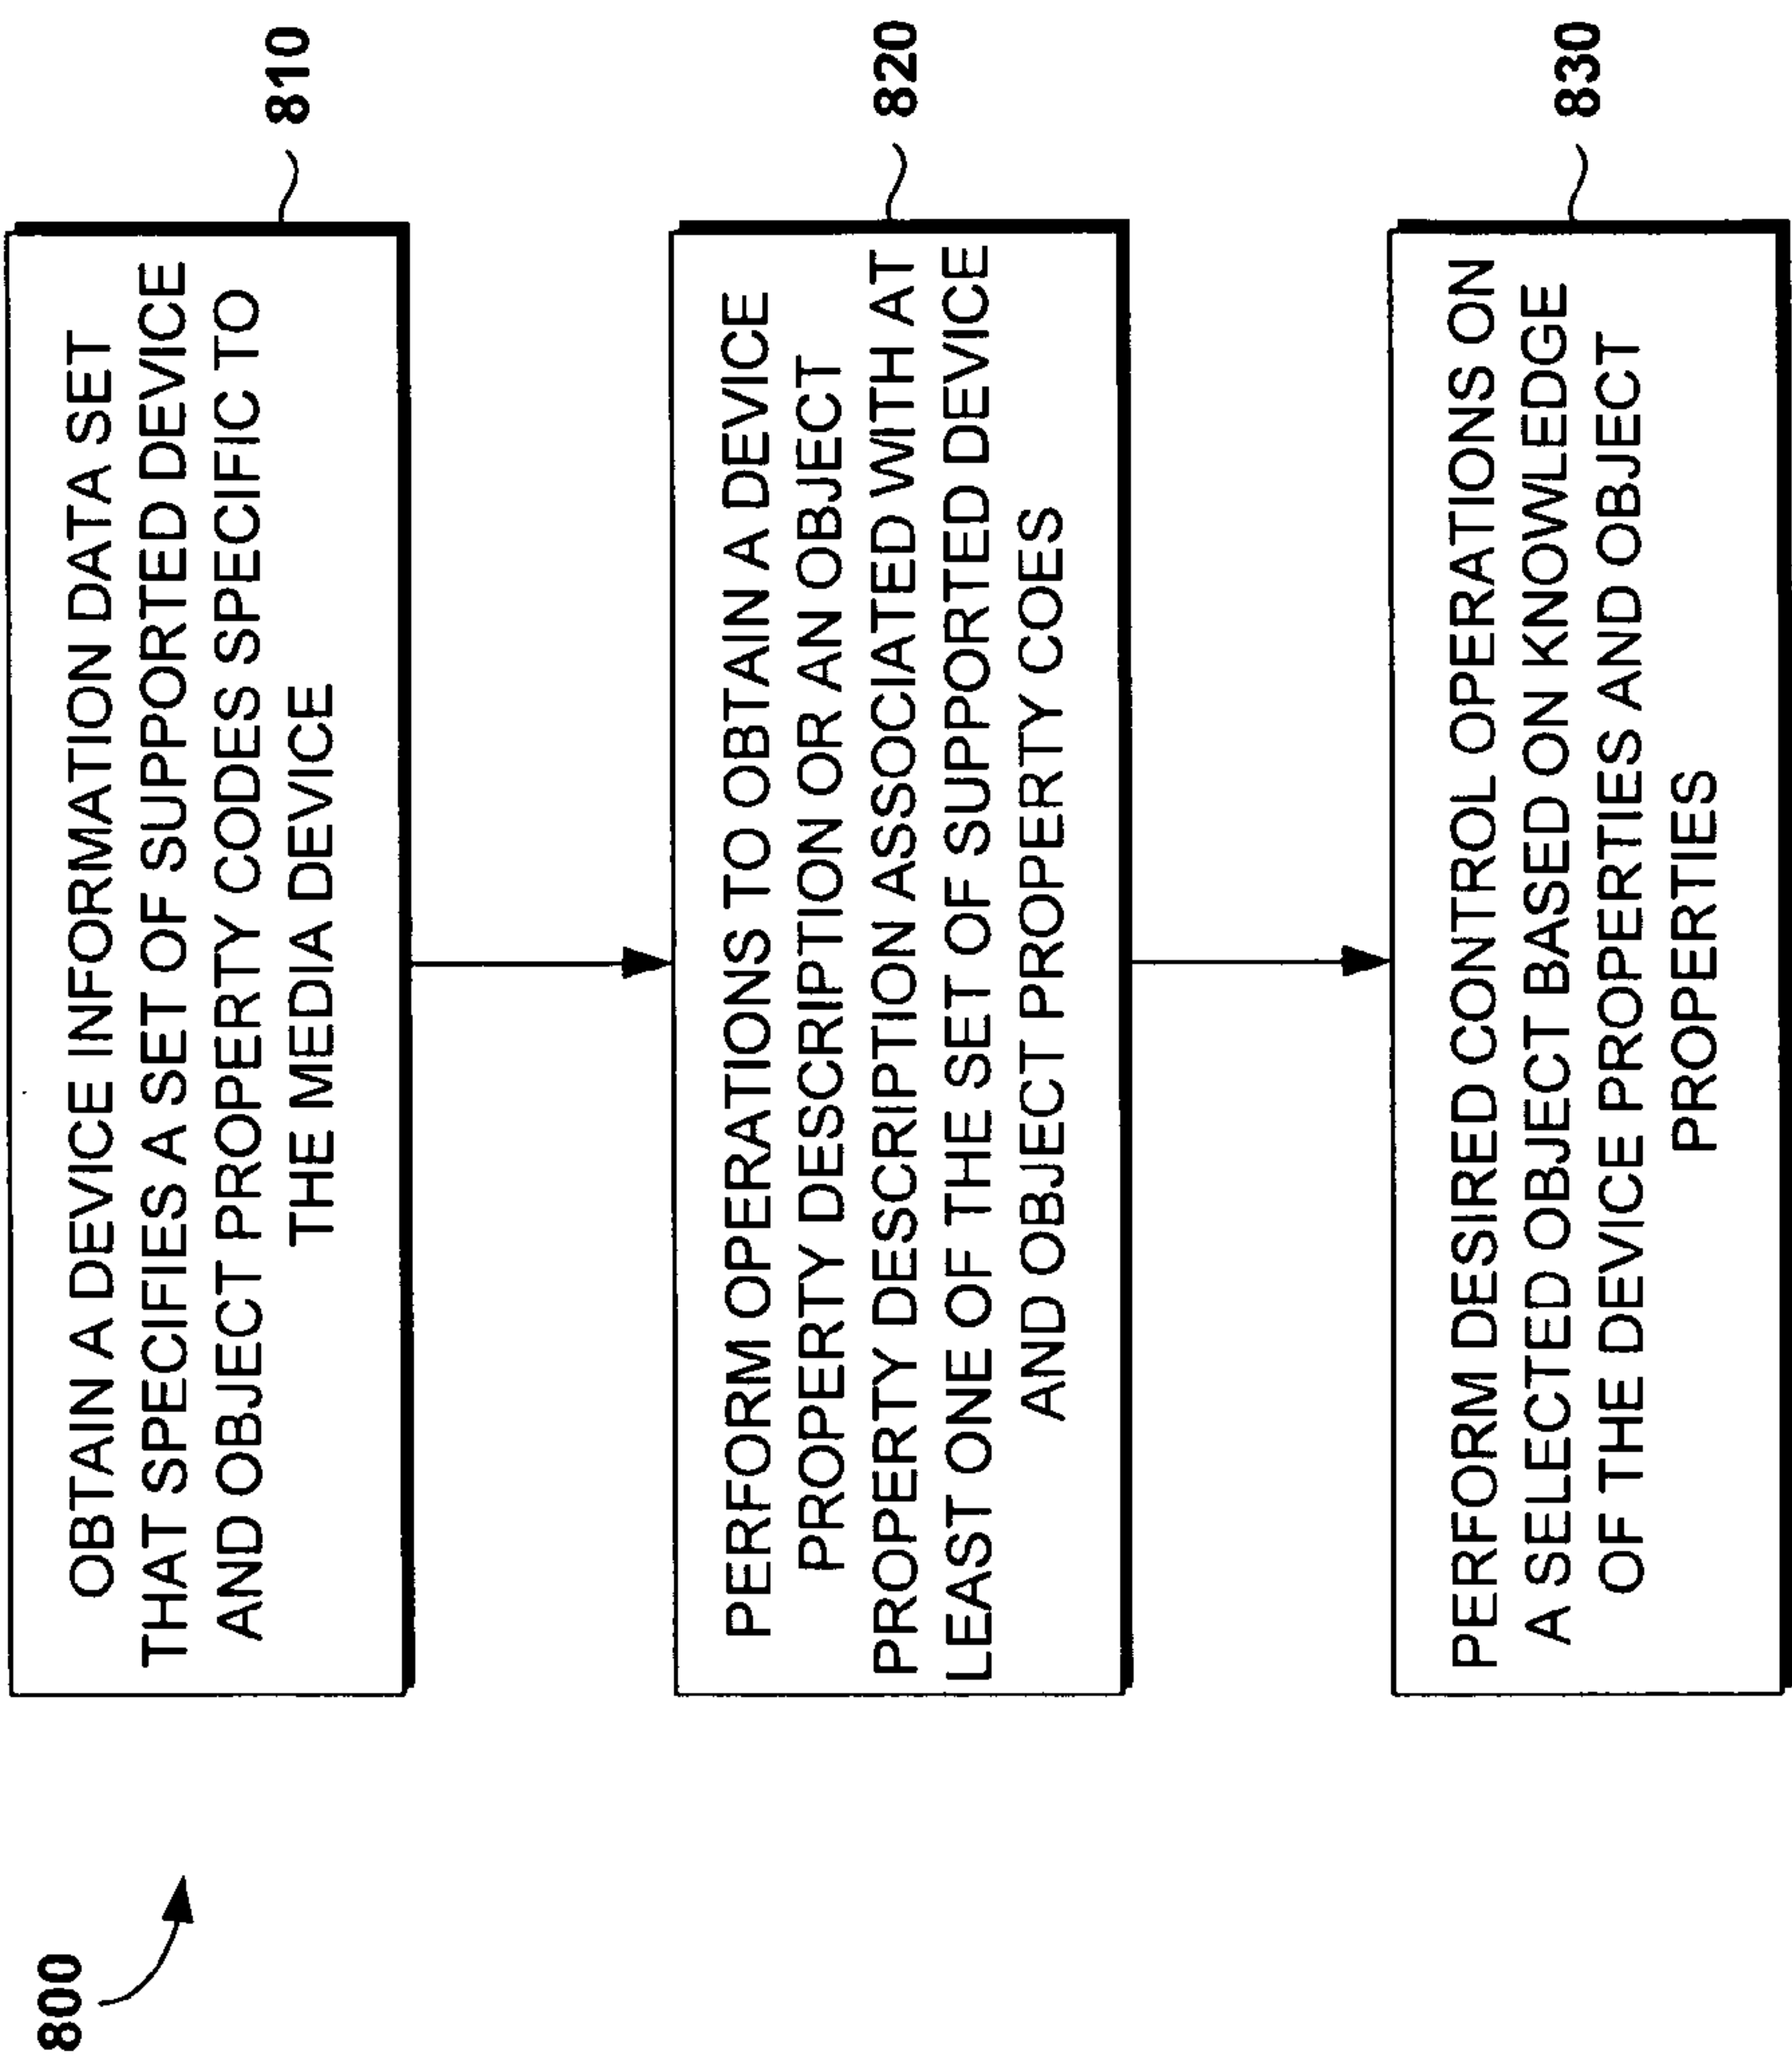 800
OBTAIN A DEVICE INFORMATION DATA SET
THAT SPECIFIES A SET OF SUPPORTED DEVICE
AND OBJECT PROPERTY CODES SPECIFIC TO
THE MEDIA DEVICE
810
PERFORM OPERATIONS TO OBTAIN A DEVICE
PROPERTY DESCRIPTION OR AN OBJECT
PROPERTY DESCRIPTION ASSOCIATED WITH AT
LEAST ONE OF THE SET OF SUPPORTED DEVICE
AND OBJECT PROPERTY COES
820
PERFORM DESIRED CONTROL OPERATIONS ON
A SELECTED OBJECT BASED ON KNOWLEDGE
OF THE DEVICE PROPERTIES AND OBJECT
PROPERTIES
830